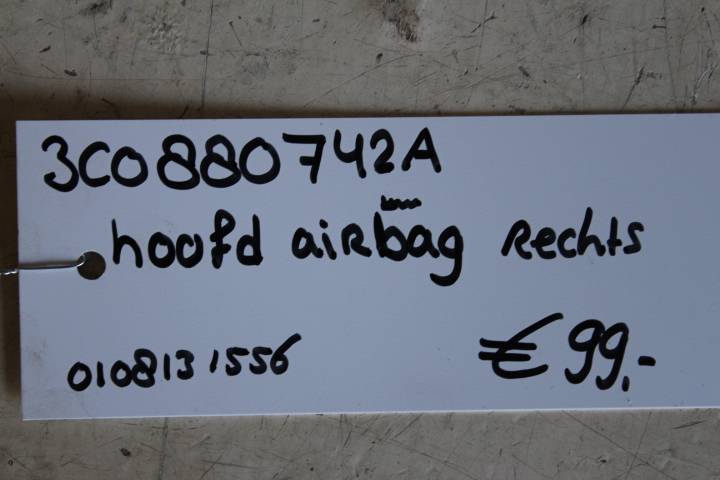 3C0880742A
hoofd airbag Rechts
0108131556 €99,-